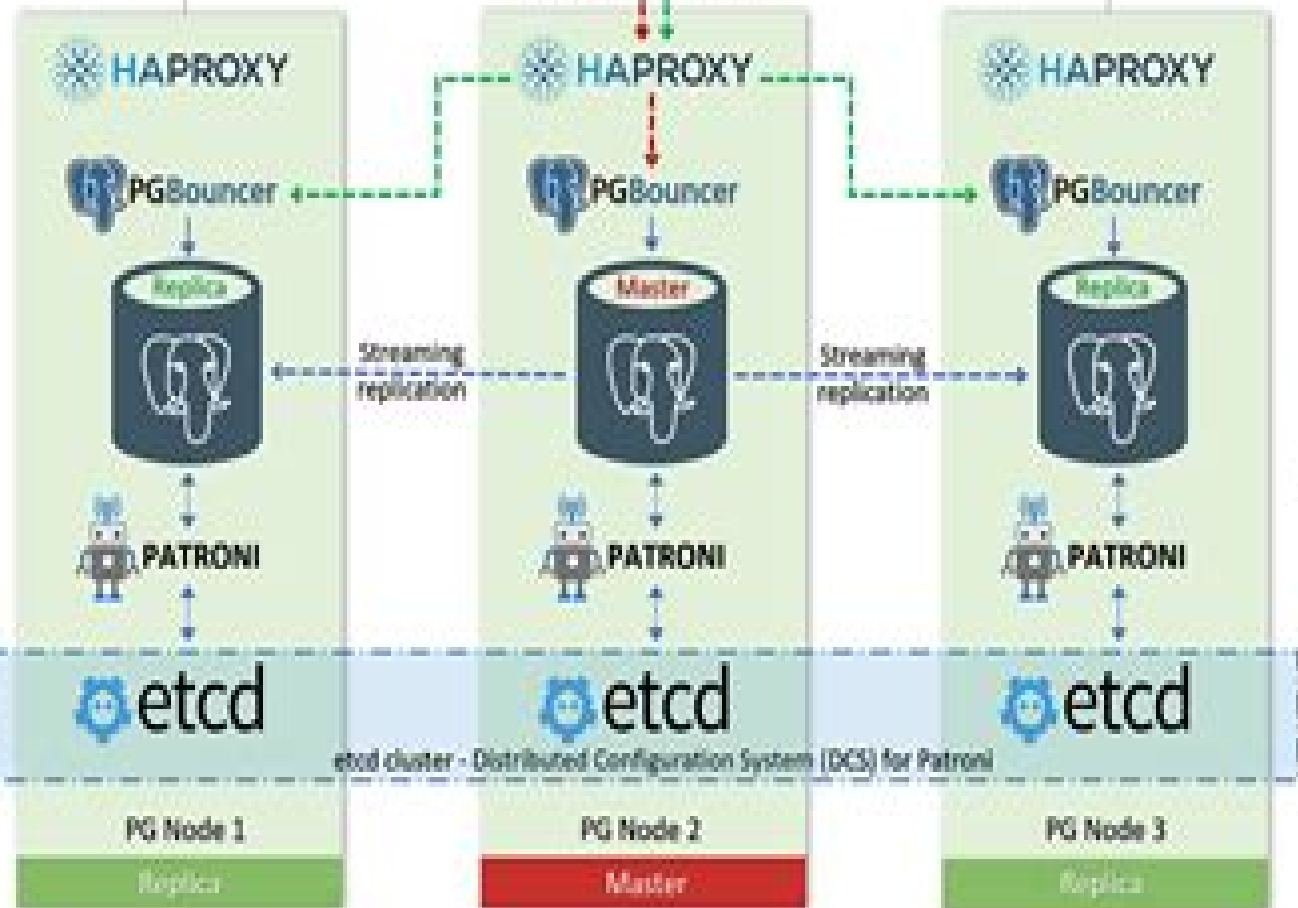 HAPROXY
HAPROXY
HAPROXY
PGBouncer
PGBouncer
PGBouncer
Replica
Master
Replica
Streaming
replication
Streaming
replication
PATRONI
PATRONI
PATRONI
etcd
etcd
etcd
etcd cluster - Distributed Configuration System (DCS) for Patroni
PG Node 1
PG Node 2
PG Node 3
Replica
Master
Replica